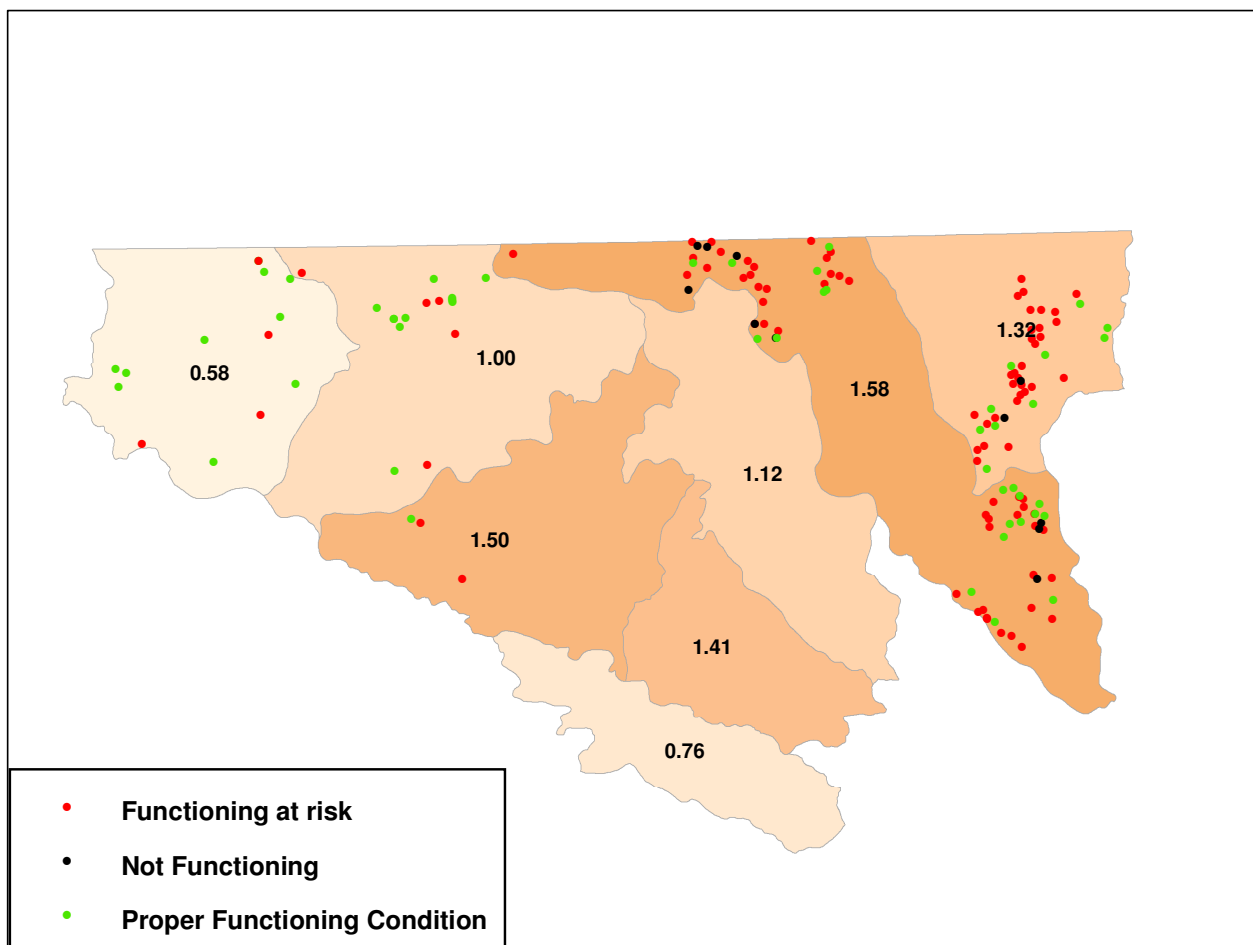 1.32
0.58
1.00
1.58
1.12
1.50
1.41
0.76
Functioning at risk
Not Functioning
Proper Functioning Condition